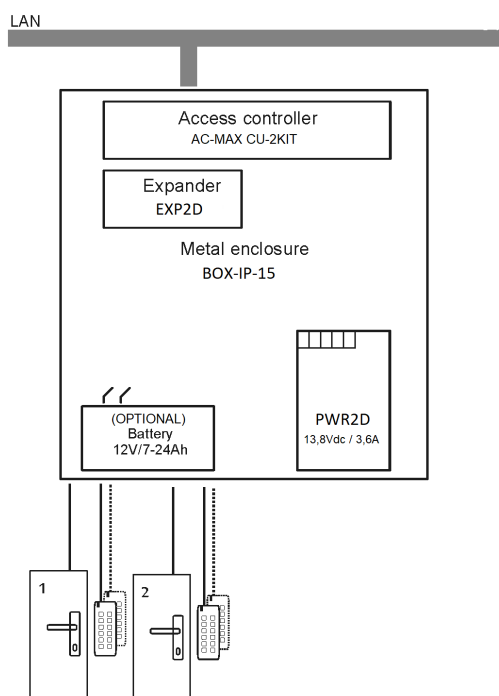 LAN
Access controller
AC-MAX CU-2KIT
Expander
EXP2D
Metal enclosure
BOX-IP-15
(OPTIONAL)
Battery
12V/7-24Ah
PWR2D
13,8Vdc / 3,6A
1
2